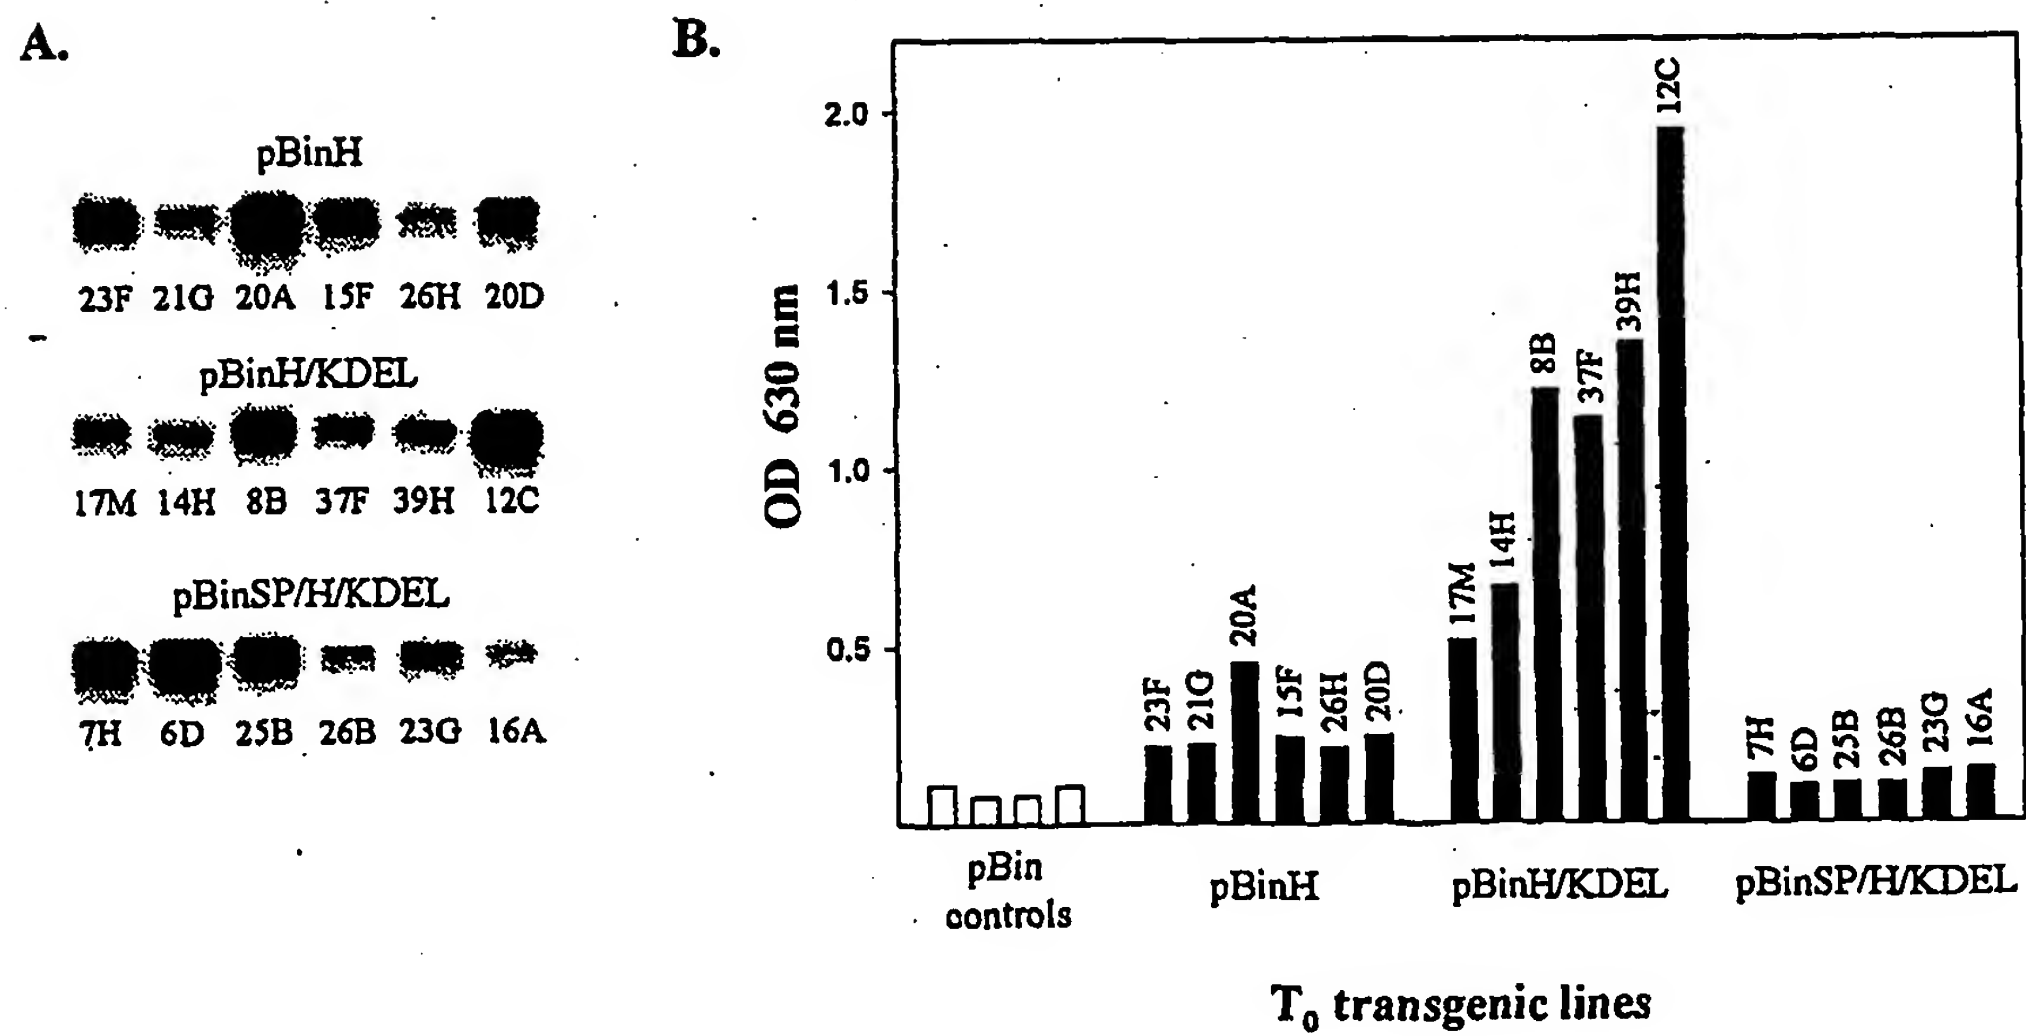 A.
pBinH
23F 21G 20A 15F 26H 20D
pBinH/KDEL
17M 14H 8B 37F 39H 12C
pBinSP/H/KDEL
7H 6D 25B 26B 23G 16A
B.
OD 630 nm
2.0
1.5
1.0
0.5
23F 21G 20A 15F 26H 20D
17M 14H 8B 37F 39H 12C
7H 6D 25B 26B 23G 16A
pBin
controls
pBinH
pBinH/KDEL
pBinSP/H/KDEL
T₀ transgenic lines